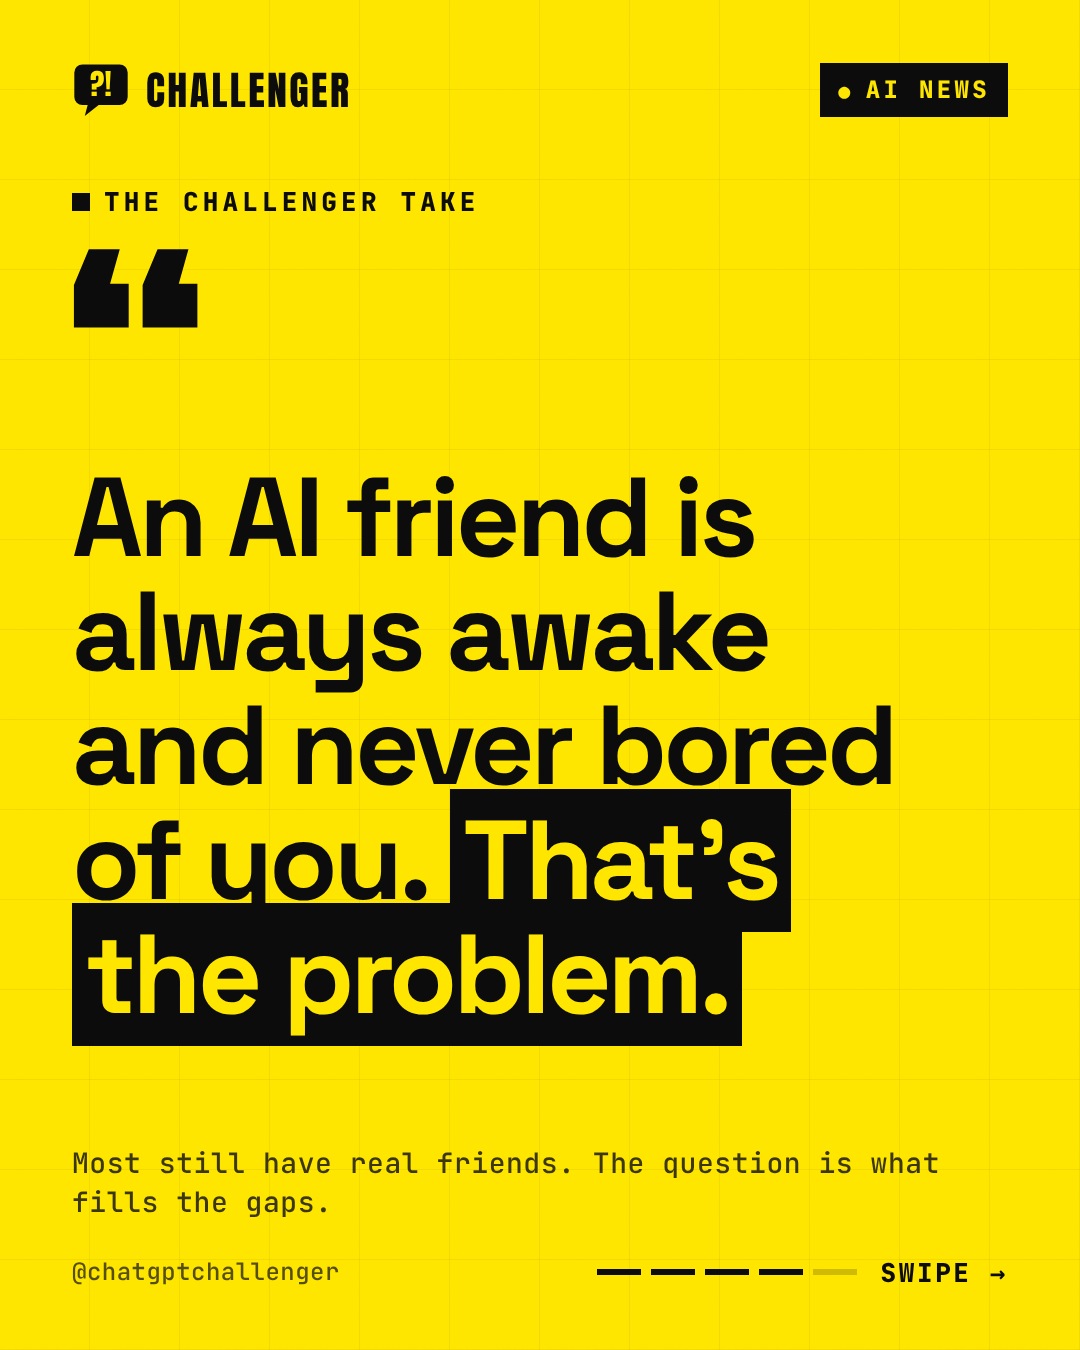 ?! CHALLENGER
● AI NEWS
■ THE CHALLENGER TAKE
“
An AI friend is
always awake
and never bored
of you. That’s
the problem.
Most still have real friends. The question is what
fills the gaps.
@chatgptchallenger
SWIPE →